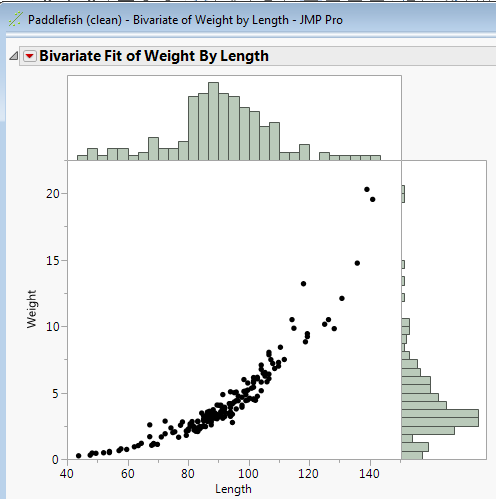 Paddlefish (clean) - Bivariate of Weight by Length - JMP Pro
Bivariate Fit of Weight By Length
20
15
10
5
0
Weight
40 60 80 100 120 140
Length